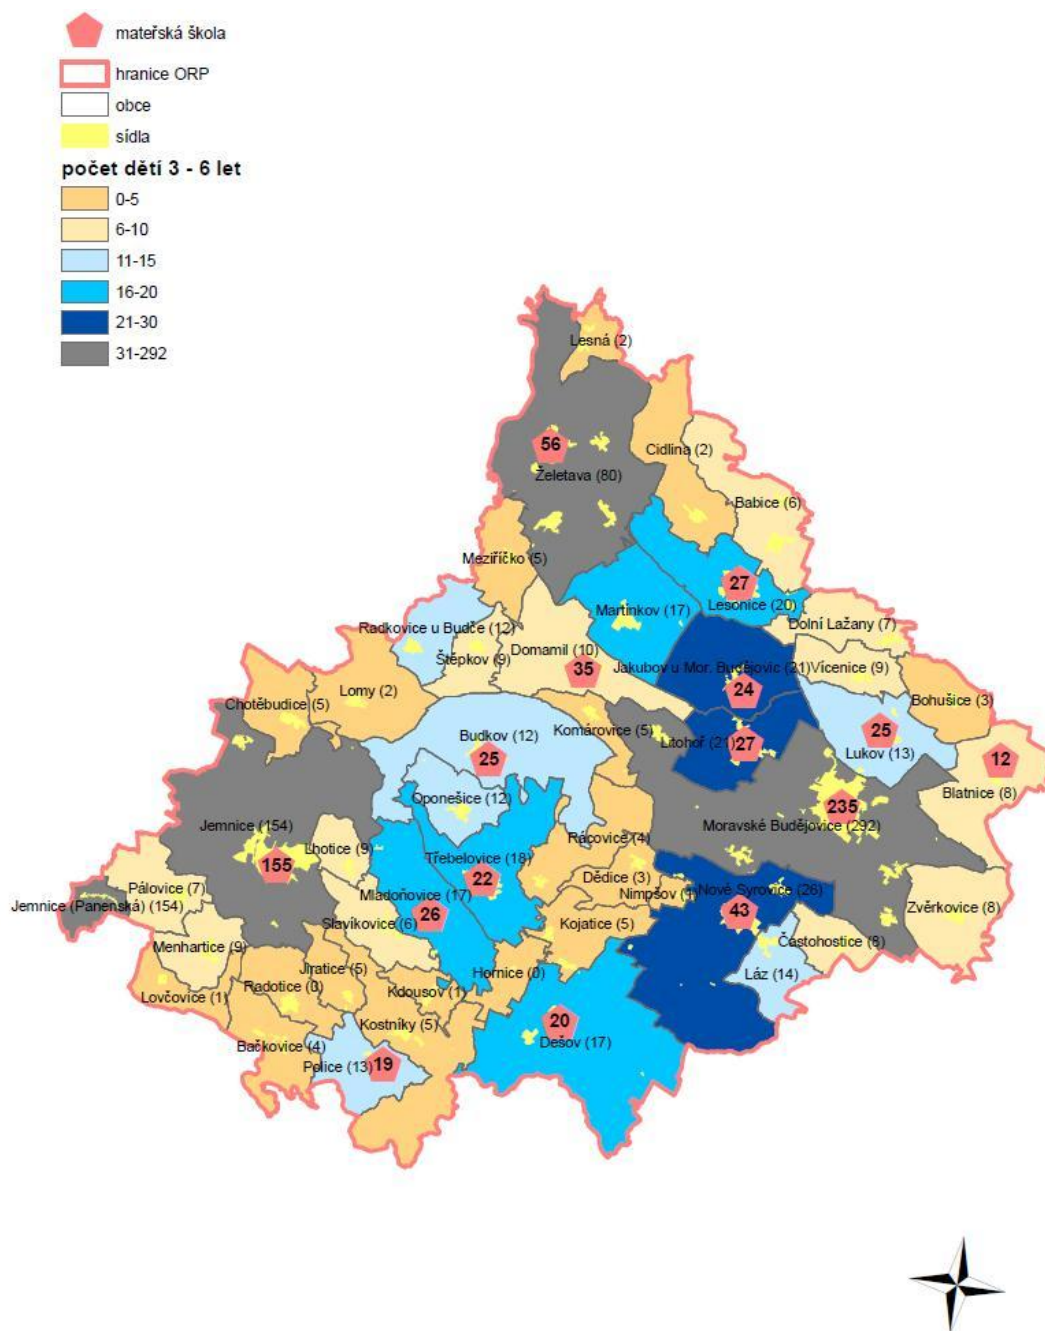 mateřská škola
hranice ORP
obce
sídla
počet dětí 3 - 6 let
0-5
6-10
11-15
16-20
21-30
31-292
Lesná (2)
56
Cidlina (2)
Želetava (80)
Babice (6)
Meziříčko (5)
27
Lesonice (20)
Martínkov (17)
Dolní Lažany (7)
Radkovice u Budče (12)
Domamil (10)
Štěpkov (9)
35
Jakubov u Mor. Budějovic (21)
Vícenice (9)
24
Lomy (2)
Chotěbudice (5)
Bohušice (3)
Komárovice (5)
Budkov (12)
Litohoř (21)
27
25
Lukov (13)
25
12
Blatnice (8)
Oponešice (12)
235
Moravské Budějovice (292)
Jemnice (154)
Rácovice (4)
Lhotice (9)
155
Třebelovice (18)
22
Dědice (3)
Pálovice (7)
Mladoňovice (17)
Nimpšov (1)
Nové Syrovice (26)
Jemnice (Panenská) (154)
26
43
Zvěrkovice (8)
Slavíkovice (6)
Kojatice (5)
Menhartice (9)
Častohostice (8)
Jiratice (5)
Hornice (0)
Láz (14)
Radotice (0)
Kdousov (1)
Lovčovice (1)
20
Kostníky (5)
Dešov (17)
Bačkovice (4)
Police (13)
19